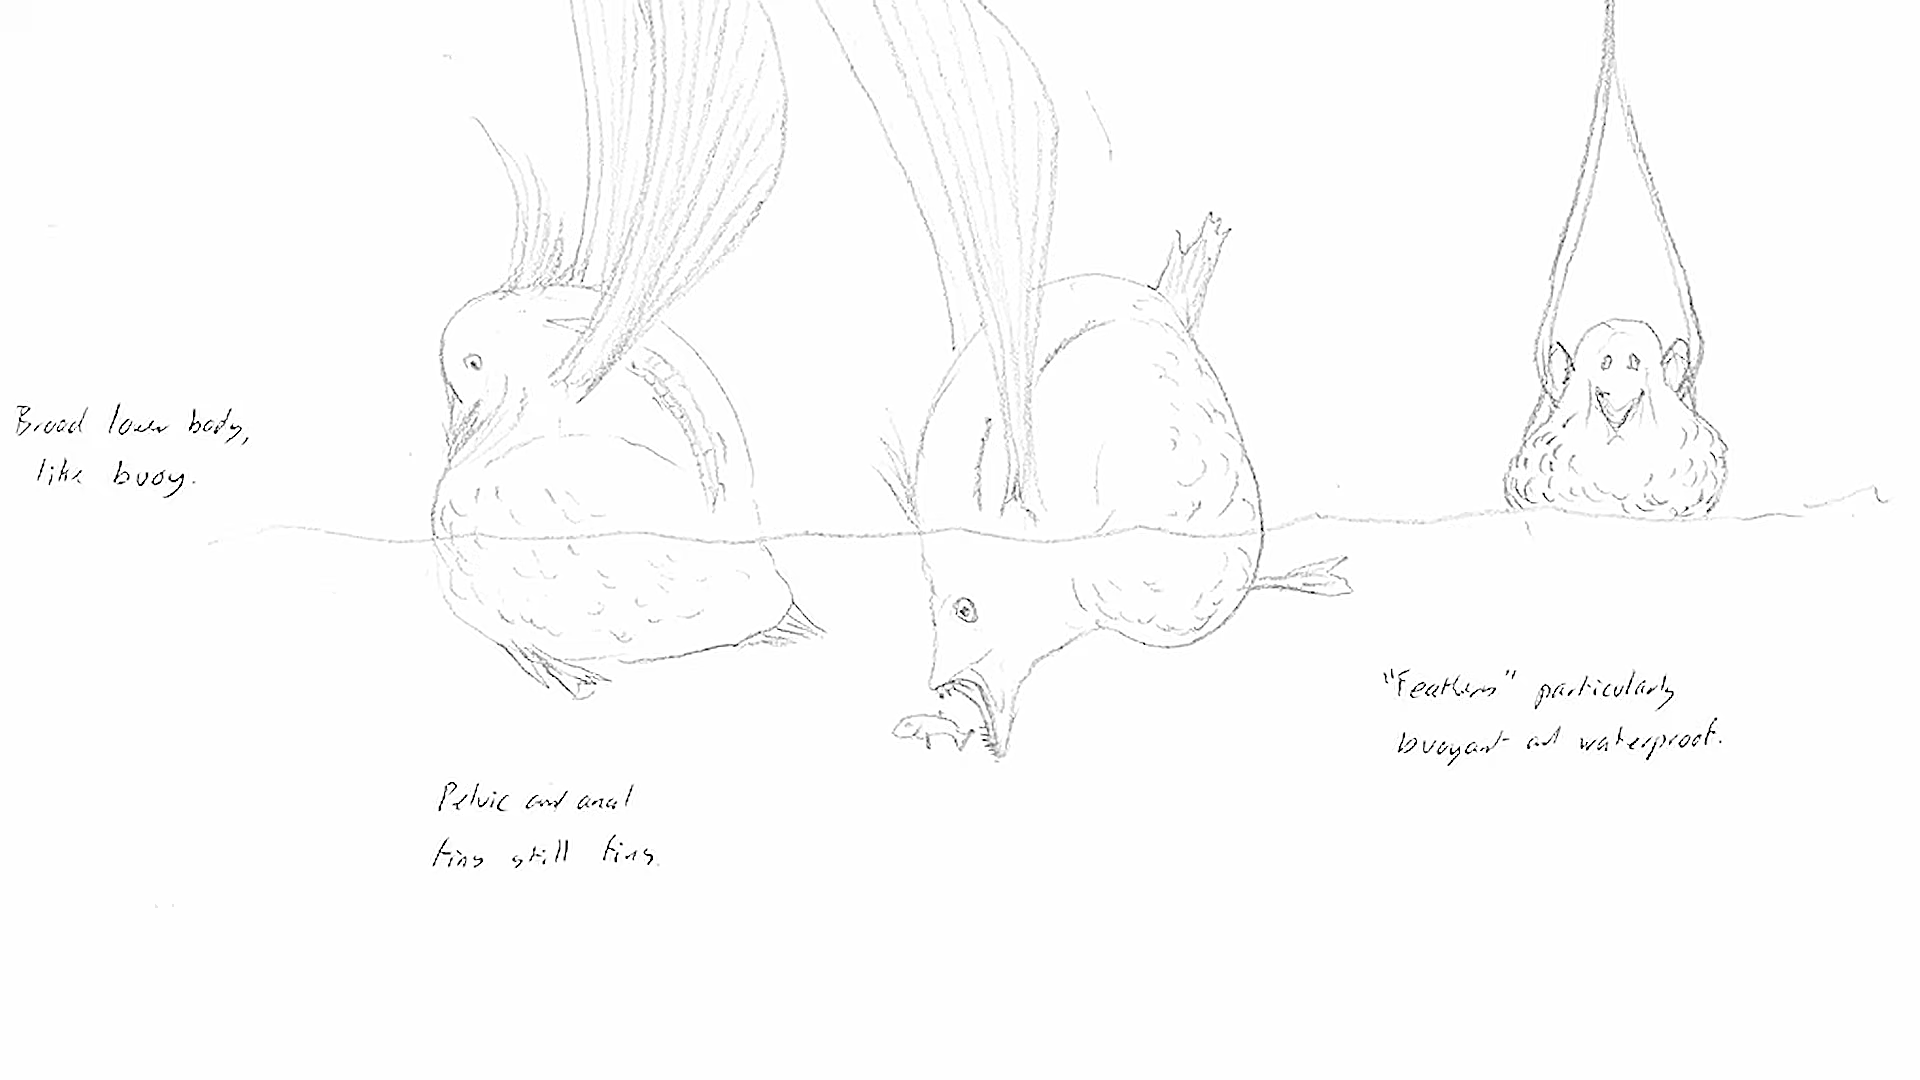 Broad lower body,
like buoy.
Pelvic and anal
fins still fins.
"Feathers" particularly
buoyant and waterproof.